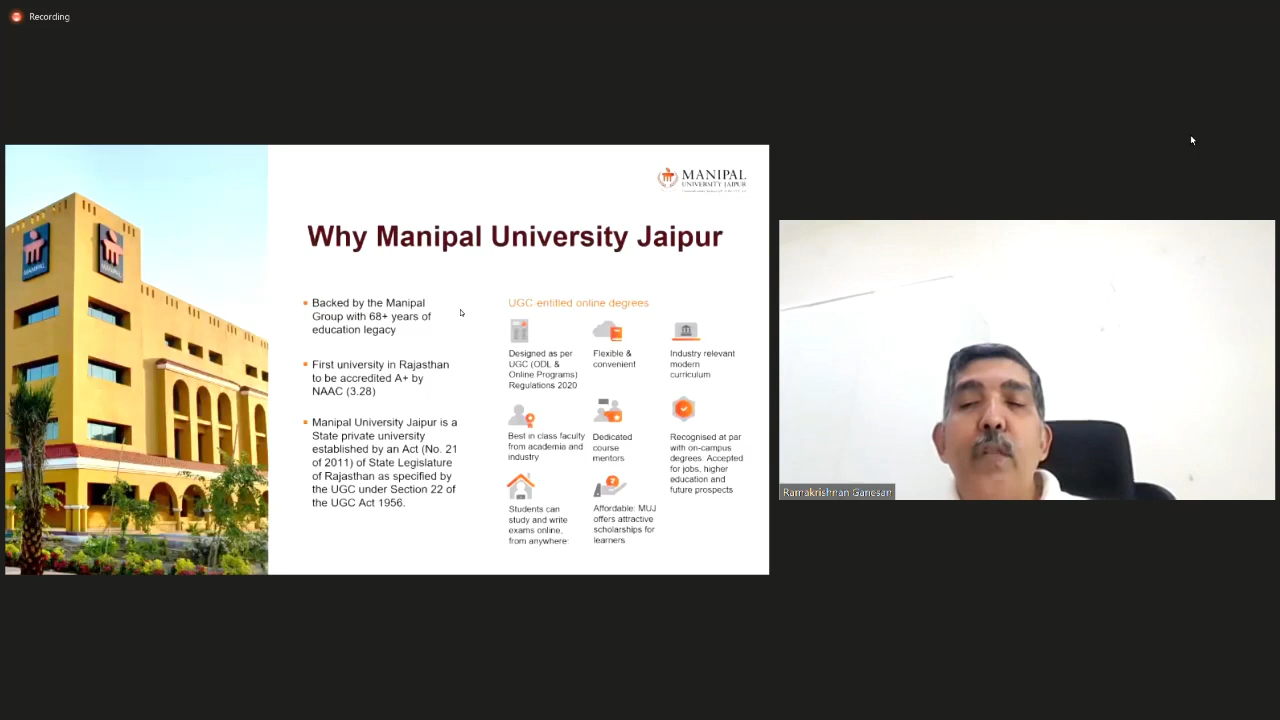 Recording
MANIPAL
MANIPAL
MANIPAL
UNIVERSITY JAIPUR
Why Manipal University Jaipur
Backed by the Manipal
Group with 68+ years of
education legacy
First university in Rajasthan
to be accredited A+ by
NAAC (3.28)
Manipal University Jaipur is a
State private university
established by an Act (No. 21
of 2011) of State Legislature
of Rajasthan as specified by
the UGC under Section 22 of
the UGC Act 1956.
UGC-entitled online degrees
Designed as per
UGC (ODL &
Online Programs)
Regulations 2020
Flexible &
convenient
Industry relevant
modern
curriculum
Best in class faculty
from academia and
industry
Dedicated
course
mentors
Recognised at par
with on-campus
degrees. Accepted
for jobs, higher
education and
future prospects
Students can
study and write
exams online,
from anywhere:
Affordable: MUJ
offers attractive
scholarships for
learners
Ramakrishnan Ganesan